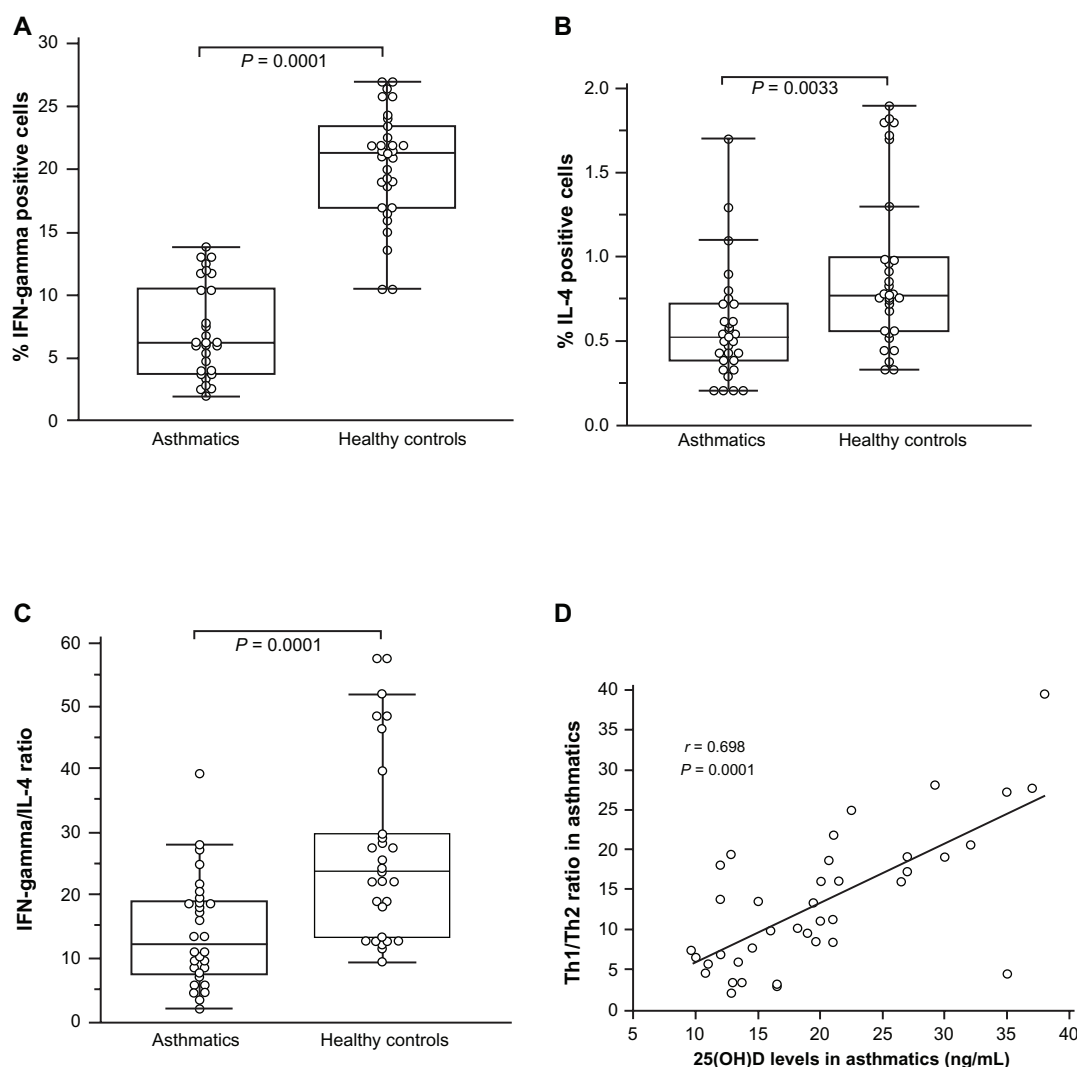 A
% IFN-gamma positive cells
30
25
20
15
10
5
0
P = 0.0001
Asthmatics
Healthy controls
B
% IL-4 positive cells
2.0
1.5
1.0
0.5
0.0
P = 0.0033
Asthmatics
Healthy controls
C
IFN-gamma/IL-4 ratio
60
50
40
30
20
10
0
P = 0.0001
Asthmatics
Healthy controls
D
Th1/Th2 ratio in asthmatics
40
35
30
25
20
15
10
5
0
r = 0.698
P = 0.0001
5 10 15 20 25 30 35 40
25(OH)D levels in asthmatics (ng/mL)